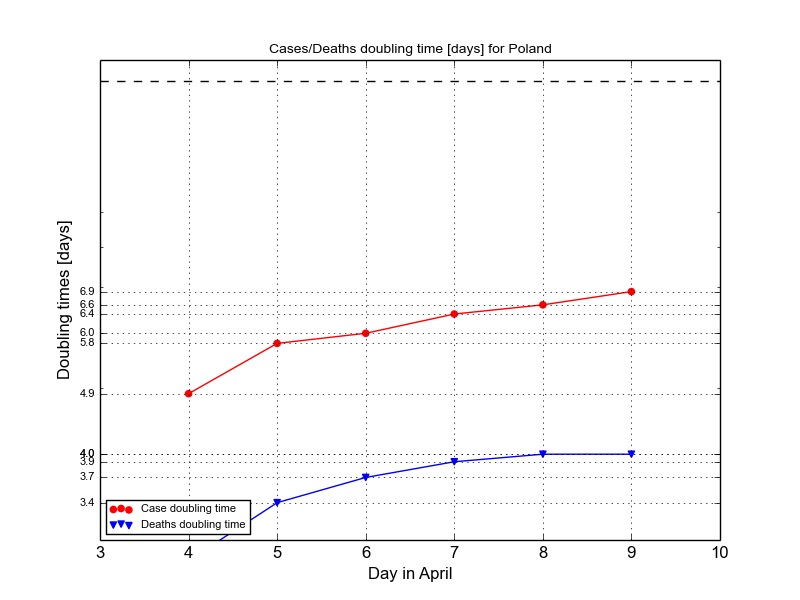 Cases/Deaths doubling time [days] for Poland
Doubling times [days]
6.9
6.6
6.4
6.0
5.8
4.9
4.0
3.9
3.7
3.4
Case doubling time
Deaths doubling time
3 4 5 6 7 8 9 10
Day in April